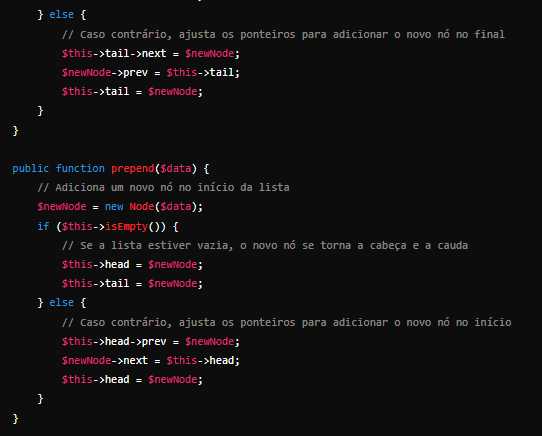 } else {
        // Caso contrário, ajusta os ponteiros para adicionar o novo nó no final
        $this->tail->next = $newNode;
        $newNode->prev = $this->tail;
        $this->tail = $newNode;
    }
}

public function prepend($data) {
    // Adiciona um novo nó no início da lista
    $newNode = new Node($data);
    if ($this->isEmpty()) {
        // Se a lista estiver vazia, o novo nó se torna a cabeça e a cauda
        $this->head = $newNode;
        $this->tail = $newNode;
    } else {
        // Caso contrário, ajusta os ponteiros para adicionar o novo nó no início
        $this->head->prev = $newNode;
        $newNode->next = $this->head;
        $this->head = $newNode;
    }
}